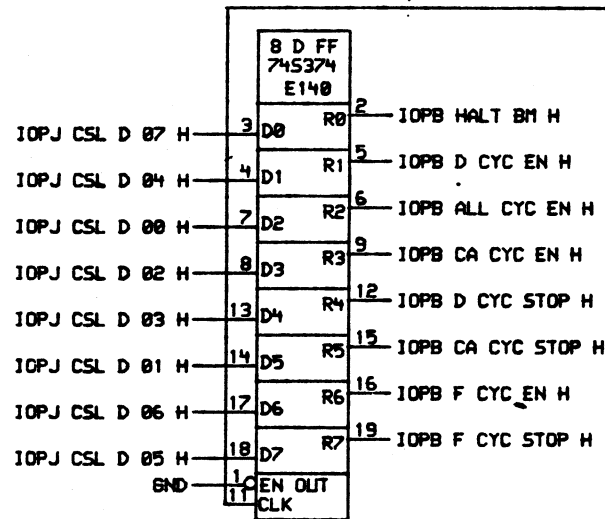 8 D FF
74S374
E140
2
R0 IOPB HALT BM H
IOPJ CSL D 07 H 3 D0
5
R1 IOPB D CYC EN H
IOPJ CSL D 04 H 4 D1
6
R2 IOPB ALL CYC EN H
IOPJ CSL D 00 H 7 D2
9
R3 IOPB CA CYC EN H
IOPJ CSL D 02 H 8 D3
12
R4 IOPB D CYC STOP H
IOPJ CSL D 03 H 13 D4
15
R5 IOPB CA CYC STOP H
IOPJ CSL D 01 H 14 D5
16
R6 IOPB F CYC EN H
IOPJ CSL D 06 H 17 D6
19
R7 IOPB F CYC STOP H
IOPJ CSL D 05 H 18 D7
GND 1 EN OUT
11 CLK